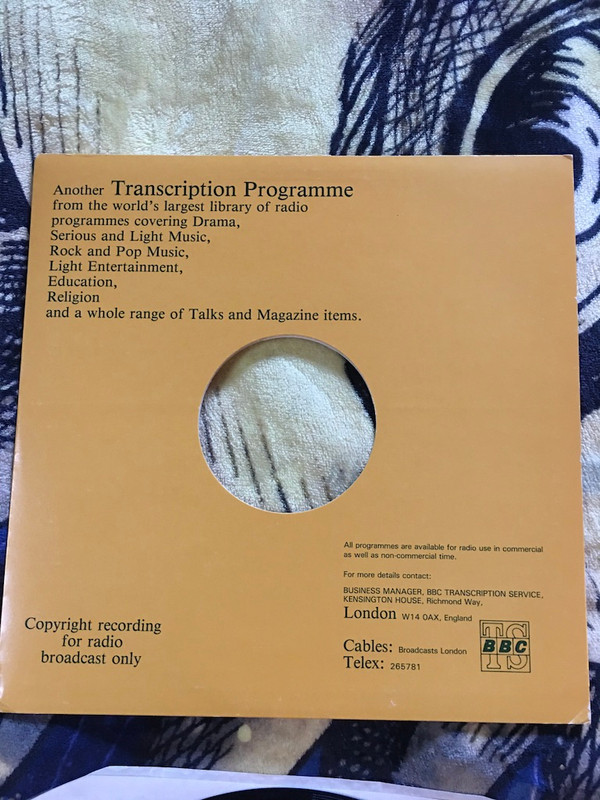 Another Transcription Programme
from the world's largest library of radio
programmes covering Drama,
Serious and Light Music,
Rock and Pop Music,
Light Entertainment,
Education,
Religion
and a whole range of Talks and Magazine items.
All programmes are available for radio use in commercial
as well as non-commercial time.
For more details contact:
BUSINESS MANAGER, BBC TRANSCRIPTION SERVICE,
KENSINGTON HOUSE, Richmond Way,
London W14 0AX, England
Cables: Broadcasts London
Telex: 265781
TS
BBC
Copyright recording
for radio
broadcast only